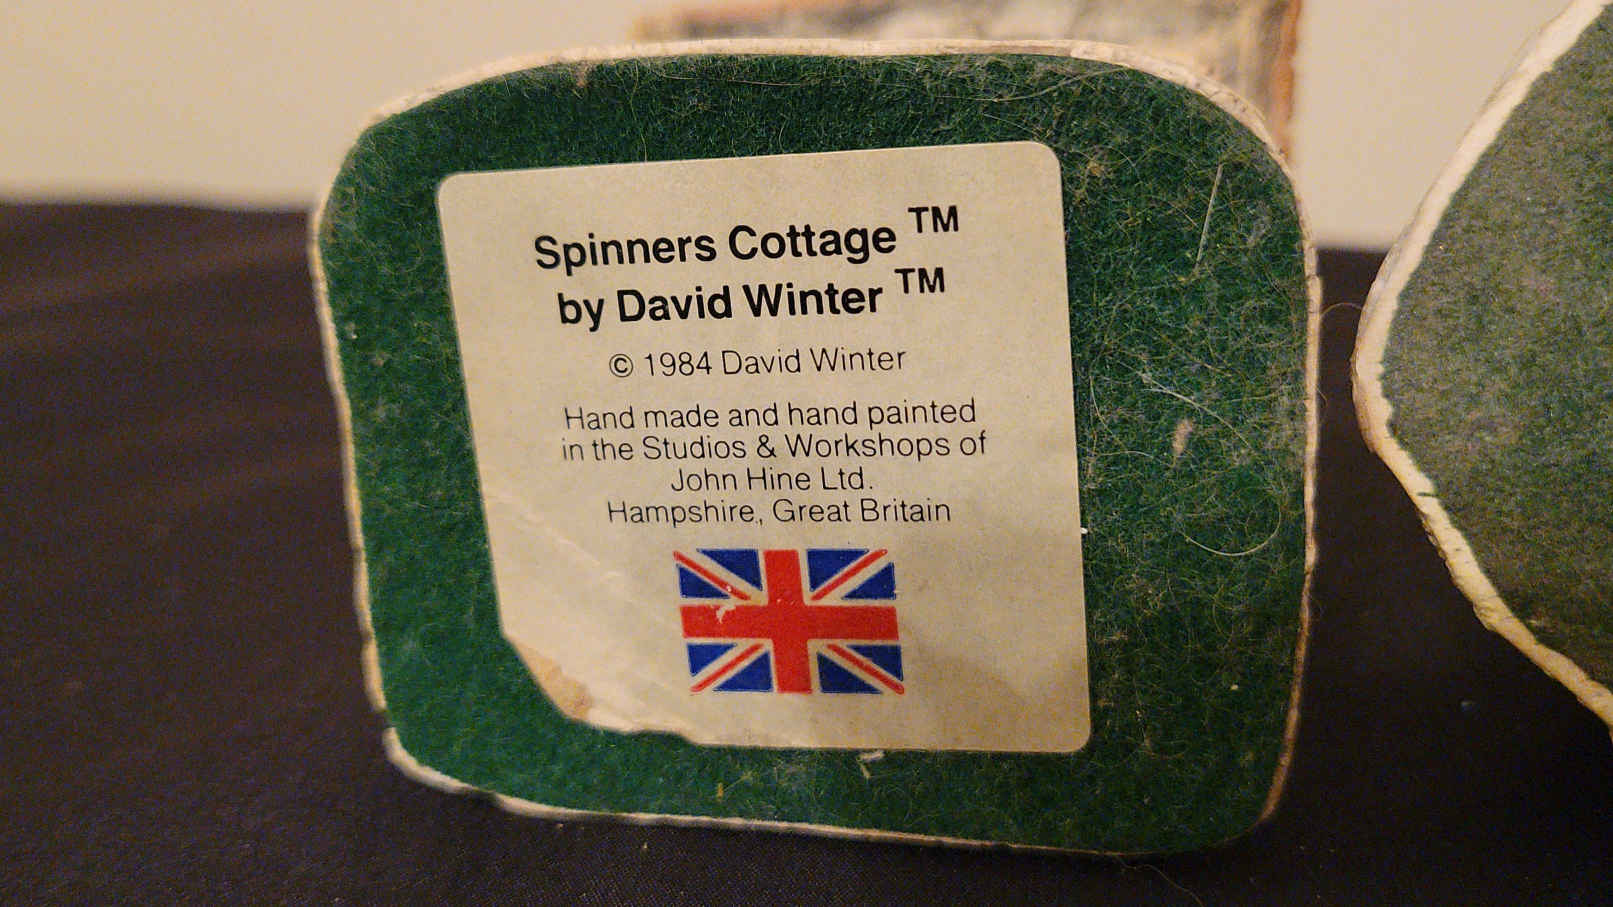 Spinners Cottage ™
by David Winter ™
© 1984 David Winter
Hand made and hand painted
in the Studios & Workshops of
John Hine Ltd.
Hampshire, Great Britain